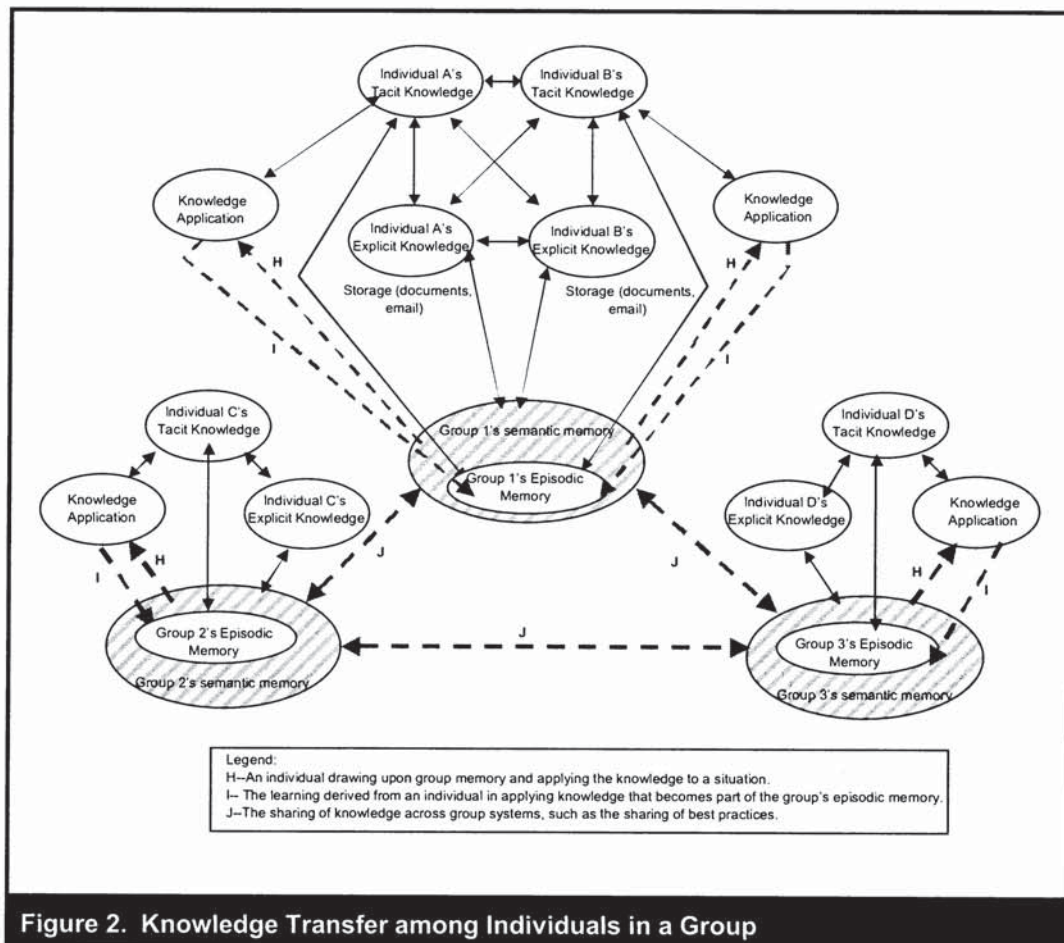 Individual A's
Tacit Knowledge
Individual B's
Tacit Knowledge
Knowledge
Application
Knowledge
Application
Individual A's
Explicit Knowledge
Individual B's
Explicit Knowledge
H
H
Storage (documents,
email)
Storage (documents,
email)
I
I
Individual C's
Tacit Knowledge
Group 1's semantic memory
Individual D's
Tacit Knowledge
Group 1's Episodic
Memory
Knowledge
Application
Individual C's
Explicit Knowledge
Individual D's
Explicit Knowledge
Knowledge
Application
J
J
I
H
H
I
Group 2's Episodic
Memory
Group 2's semantic memory
J
Group 3's Episodic
Memory
Group 3's semantic memory
Legend:
H--An individual drawing upon group memory and applying the knowledge to a situation.
I-- The learning derived from an individual in applying knowledge that becomes part of the group's episodic memory.
J--The sharing of knowledge across group systems, such as the sharing of best practices.
Figure 2. Knowledge Transfer among Individuals in a Group